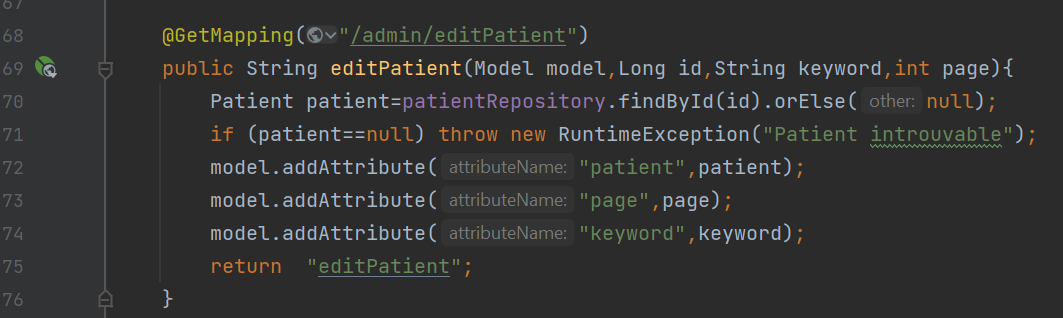 67
68 @GetMapping("/admin/editPatient")
69 public String editPatient(Model model,Long id,String keyword,int page){
70 Patient patient=patientRepository.findById(id).orElse( other: null);
71 if (patient==null) throw new RuntimeException("Patient introuvable");
72 model.addAttribute( attributeName: "patient",patient);
73 model.addAttribute( attributeName: "page",page);
74 model.addAttribute( attributeName: "keyword",keyword);
75 return "editPatient";
76 }